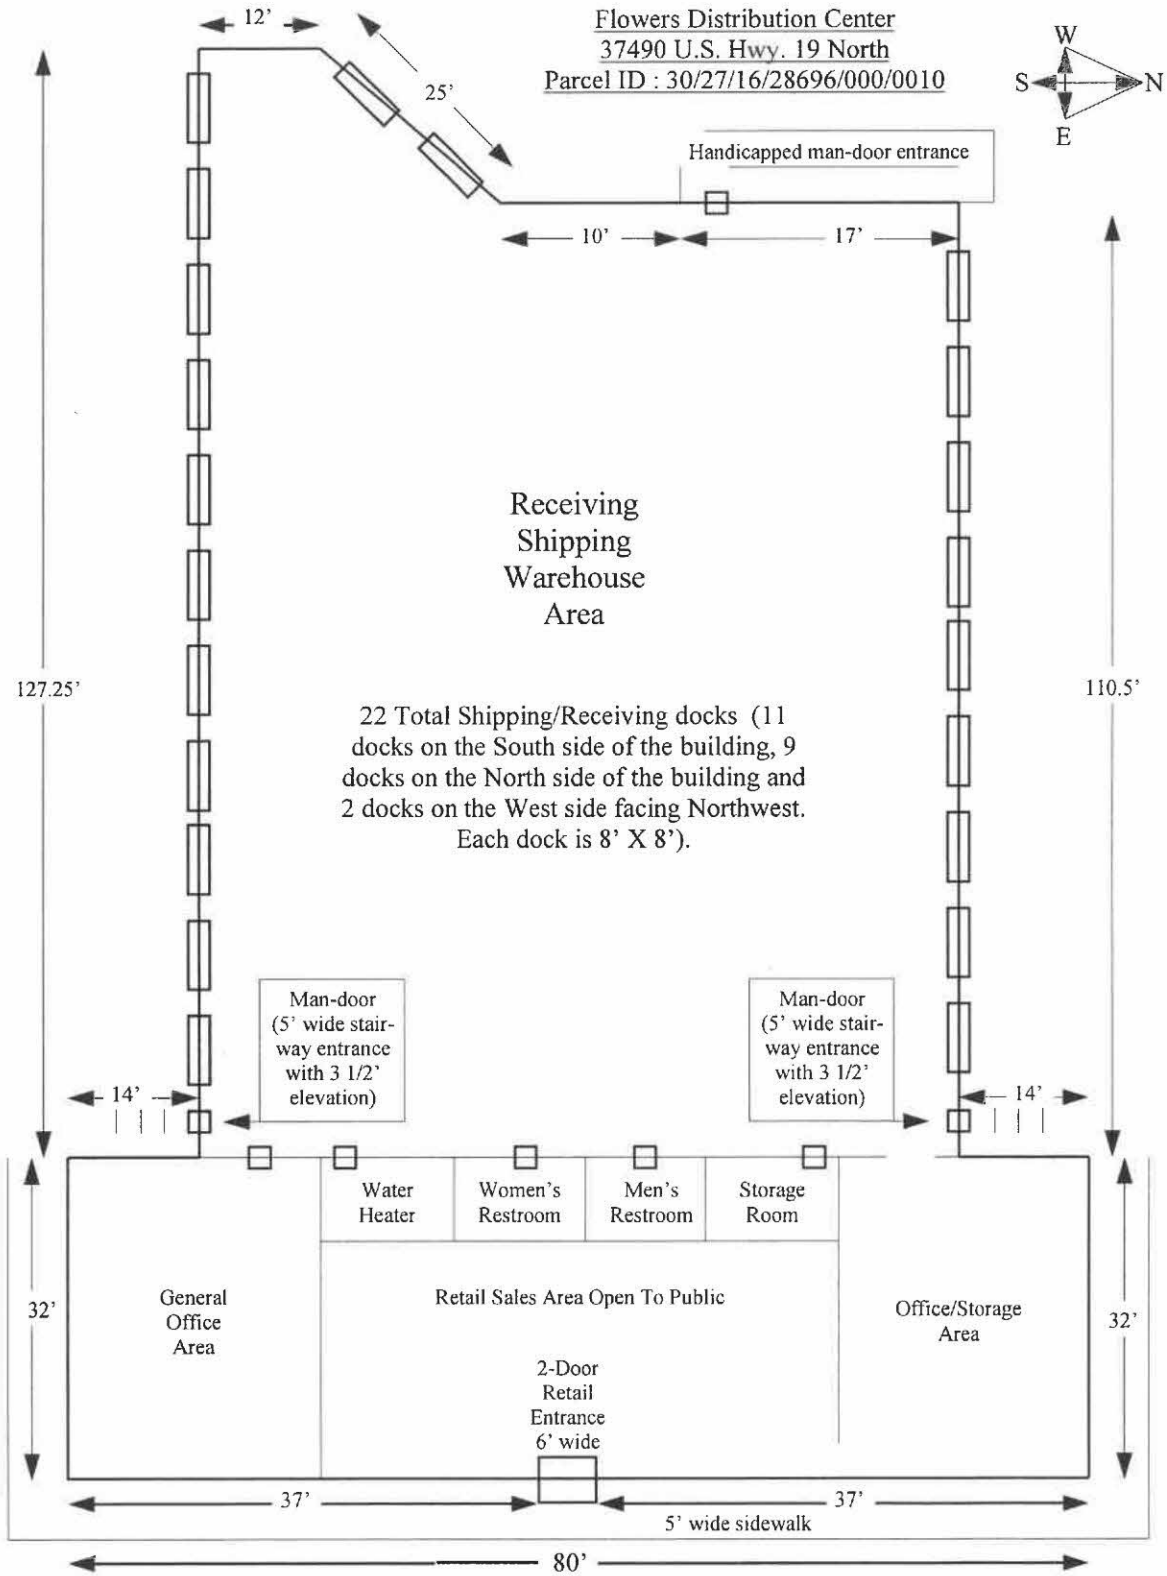 Flowers Distribution Center
37490 U.S. Hwy. 19 North
Parcel ID : 30/27/16/28696/000/0010
W
S
N
E
12'
25'
Handicapped man-door entrance
10'
17'
Receiving
Shipping
Warehouse
Area
127.25'
110.5'
22 Total Shipping/Receiving docks (11
docks on the South side of the building, 9
docks on the North side of the building and
2 docks on the West side facing Northwest.
Each dock is 8' X 8').
Man-door
(5' wide stair-
way entrance
with 3 1/2'
elevation)
Man-door
(5' wide stair-
way entrance
with 3 1/2'
elevation)
14'
14'
Water
Heater
Women's
Restroom
Men's
Restroom
Storage
Room
32'
General
Office
Area
Retail Sales Area Open To Public
Office/Storage
Area
32'
2-Door
Retail
Entrance
6' wide
37'
37'
5' wide sidewalk
80'